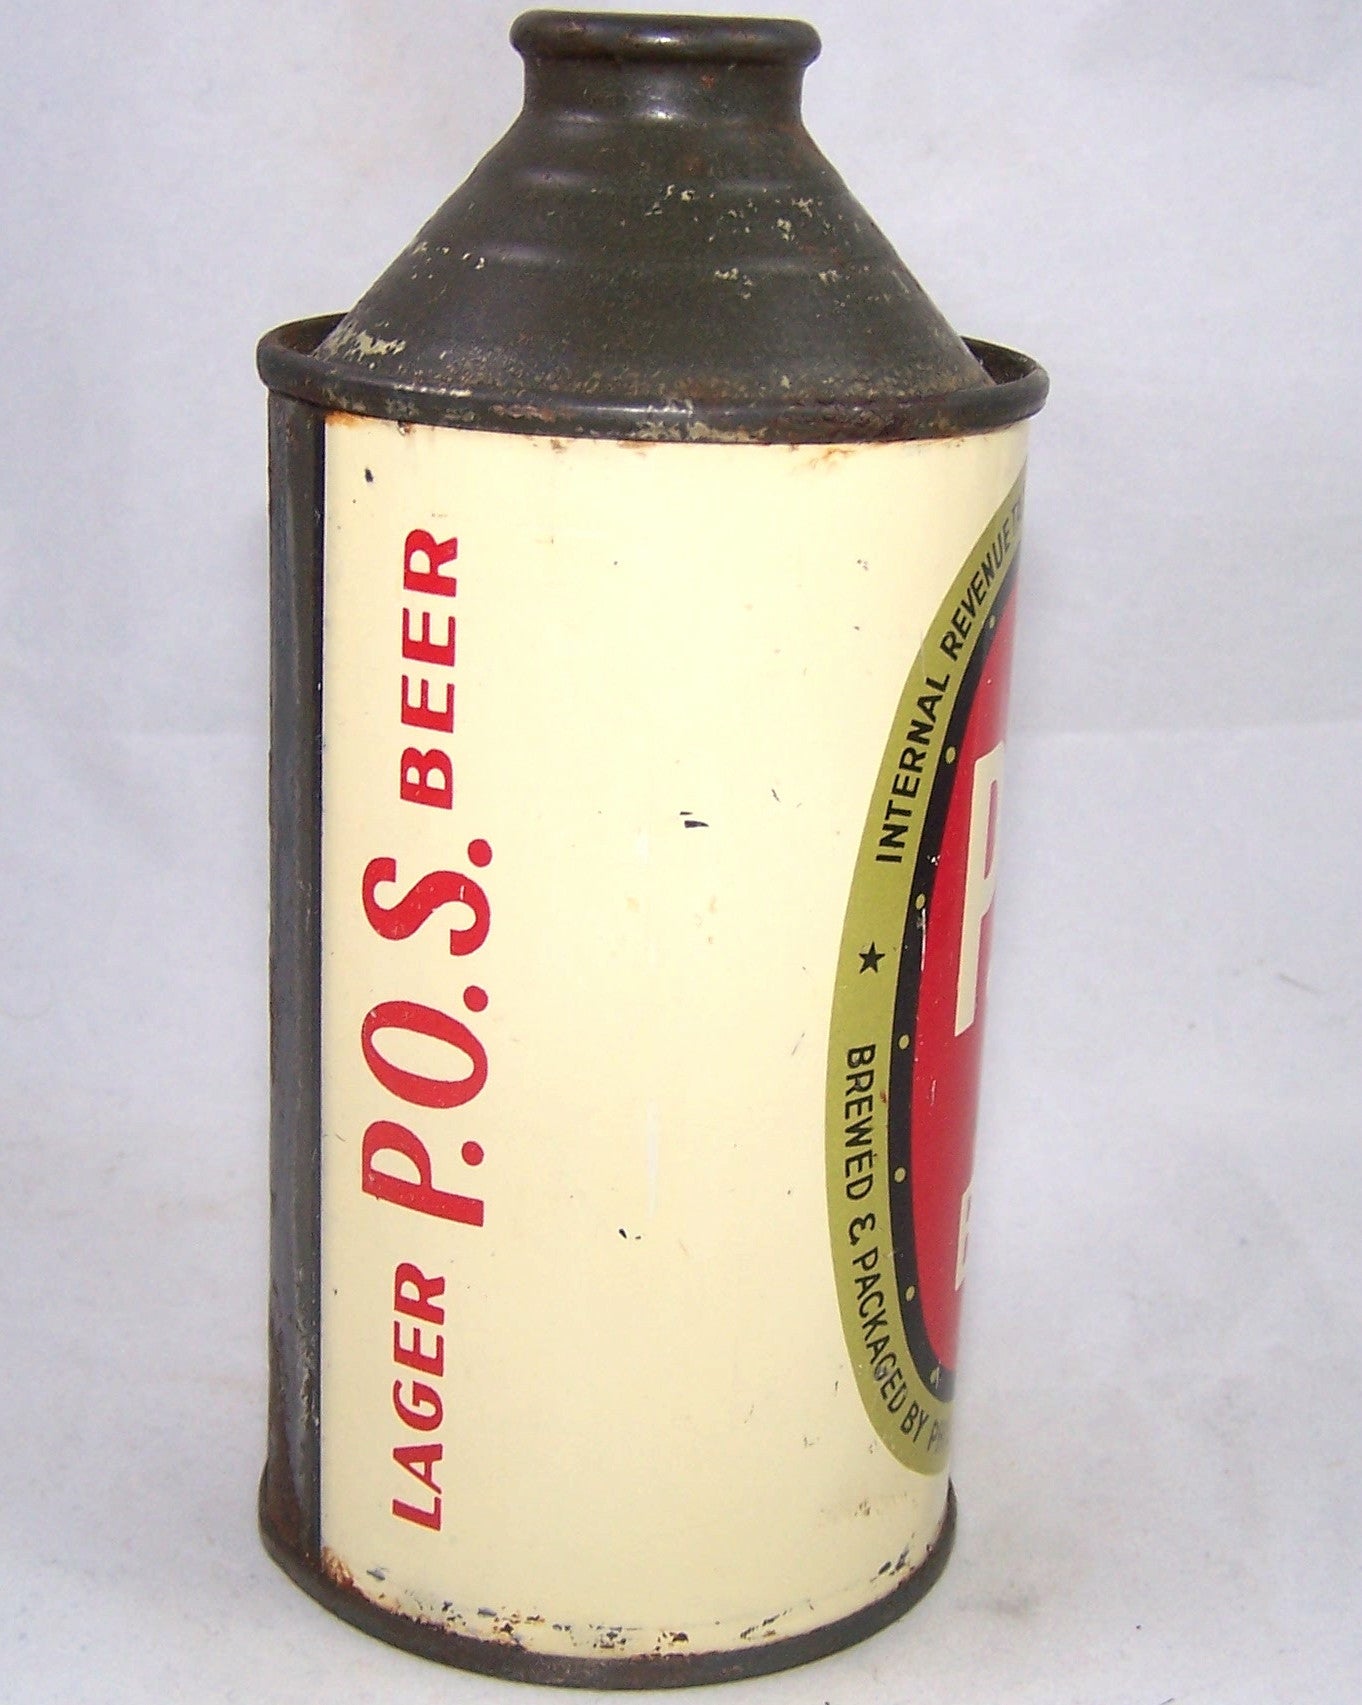 LAGER P.O.S. BEER
INTERNAL REVENUE
★
BREWED & PACKAGED BY
P